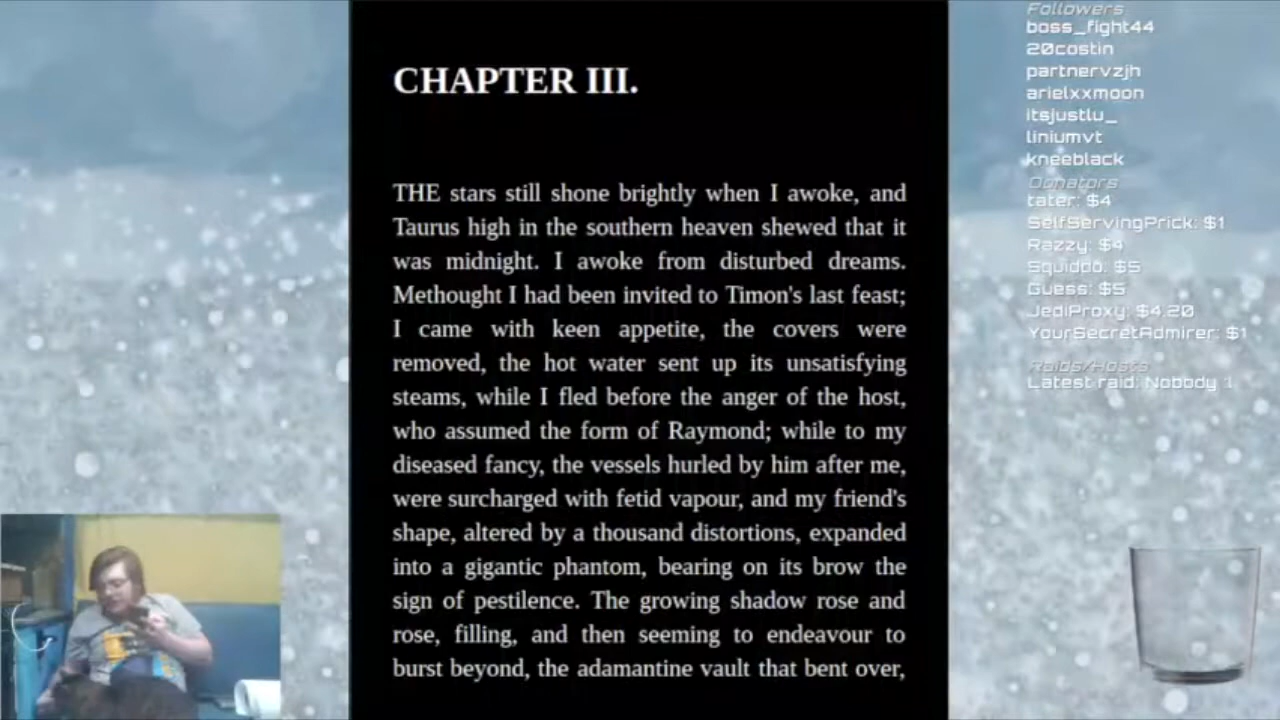 CHAPTER III.
THE stars still shone brightly when I awoke, and
Taurus high in the southern heaven shewed that it
was midnight. I awoke from disturbed dreams.
Methought I had been invited to Timon's last feast;
I came with keen appetite, the covers were
removed, the hot water sent up its unsatisfying
steams, while I fled before the anger of the host,
who assumed the form of Raymond; while to my
diseased fancy, the vessels hurled by him after me,
were surcharged with fetid vapour, and my friend's
shape, altered by a thousand distortions, expanded
into a gigantic phantom, bearing on its brow the
sign of pestilence. The growing shadow rose and
rose, filling, and then seeming to endeavour to
burst beyond, the adamantine vault that bent over,
Followers
boss_fight44
20costin
partnervzjh
arielxxmoon
itsjustlu_
liniumvt
kneeblack
Donators
tater: $4
SelfServingPrick: $1
Razzy: $4
Squiddo: $5
Guess: $5
JediProxy: $4.20
YourSecretAdmirer: $1
Raids/Hosts
Latest raid: Nobody